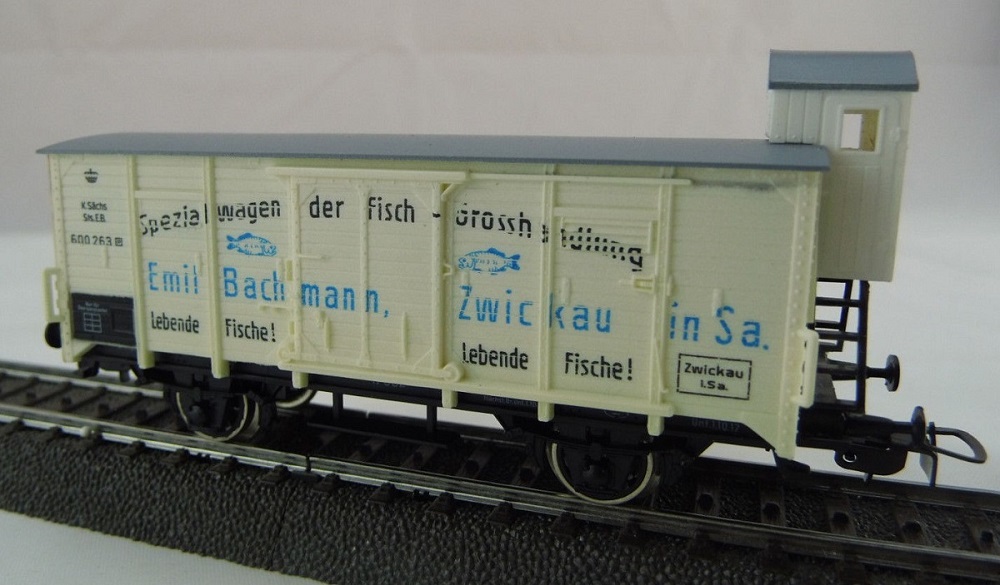 K.Sächs
Sts.E.B.
600 263
Spezialwagen der Fisch - Grosshandlung
Emil Bachmann, Zwickau in Sa.
Lebende Fische! Lebende Fische!
Zwickau
i.Sa.